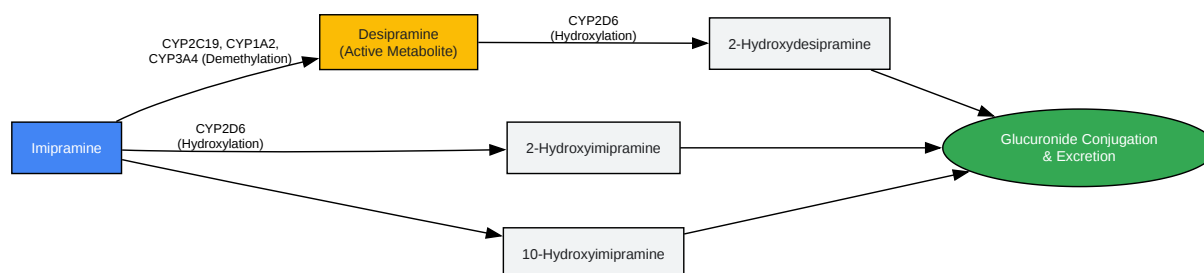 CYP2C19, CYP1A2,
CYP3A4 (Demethylation)
Desipramine
(Active Metabolite)
CYP2D6
(Hydroxylation)
2-Hydroxydesipramine
Imipramine
CYP2D6
(Hydroxylation)
2-Hydroxyimipramine
Glucuronide Conjugation
& Excretion
10-Hydroxyimipramine